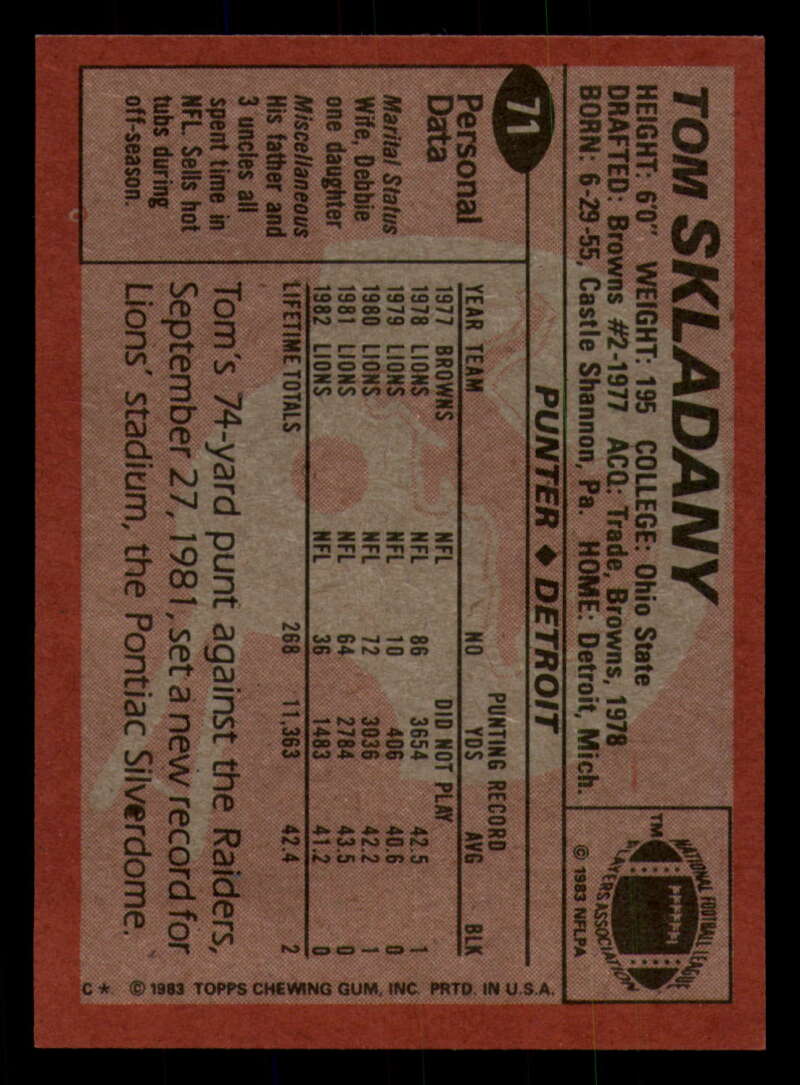 TOM SKLADANY
HEIGHT: 6'0" WEIGHT: 195 COLLEGE: Ohio State
DRAFTED: Browns #2-1977 ACQ: Trade, Browns, 1978
BORN: 6-29-55, Castle Shannon, Pa. HOME: Detroit, Mich.
NATIONAL FOOTBALL LEAGUE
PLAYERS ASSOCIATION
TM
© 1983 NFLPA
71
PUNTER ♦ DETROIT
Personal
Data
Marital Status
Wife, Debbie
one daughter
Miscellaneous
His father and
3 uncles all
spent time in
NFL. Sells hot
tubs during
off-season.
PUNTING RECORD
YEAR TEAM NO YDS AVG BLK
1977 BROWNS NFL DID NOT PLAY
1978 LIONS NFL 86 3654 42.5 1
1979 LIONS NFL 10 406 40.6 0
1980 LIONS NFL 72 3036 42.2 1
1981 LIONS NFL 64 2784 43.5 0
1982 LIONS NFL 36 1483 41.2 0
LIFETIME TOTALS 268 11,363 42.4 2
Tom's 74-yard punt against the Raiders,
September 27, 1981, set a new record for
Lions' stadium, the Pontiac Silverdome.
C* © 1983 TOPPS CHEWING GUM, INC. PRTD. IN U.S.A.